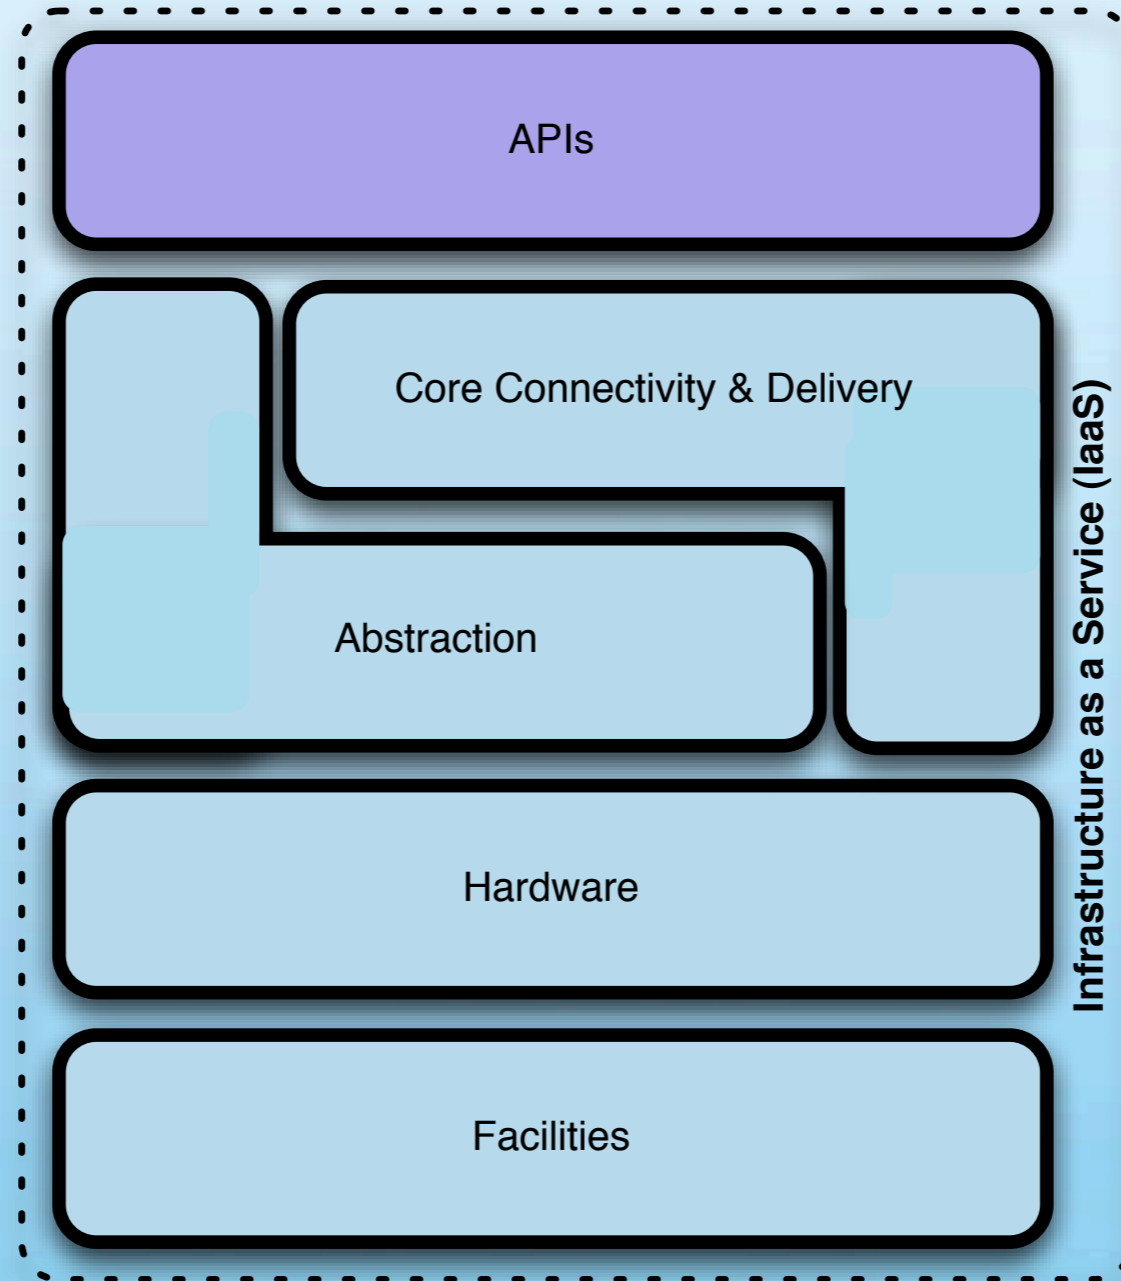 APIs
Core Connectivity & Delivery
Abstraction
Hardware
Facilities
Infrastructure as a Service (IaaS)